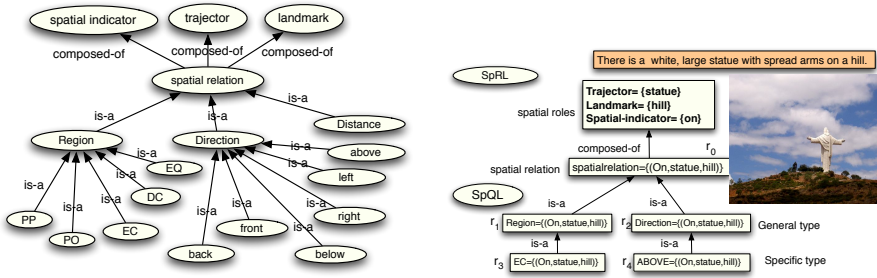 spatial indicator
trajector
landmark
composed-of
composed-of
composed-of
spatial relation
is-a
is-a
is-a
Distance
Region
Direction
is-a
above
EQ
is-a
left
is-a
DC
is-a
is-a
is-a
right
PP
is-a
is-a
is-a
is-a
PO
EC
front
back
below
There is a white, large statue with spread arms on a hill.
SpRL
spatial roles
Trajector= {statue}
Landmark= {hill}
Spatial-indicator= {on}
composed-of
r0
spatial relation
spatialrelation={(On,statue,hill)}
SpQL
is-a
is-a
r1
Region={(On,statue,hill)}
r2
Direction={(On,statue,hill)}
General type
is-a
is-a
r3
EC={(On,statue,hill)}
r4
ABOVE={(On,statue,hill)}
Specific type